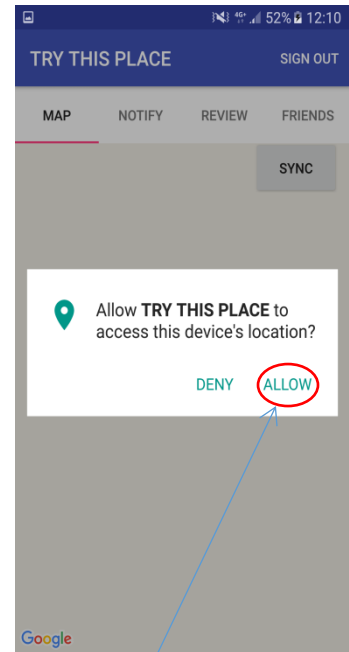 4G+ 52% 12:10
TRY THIS PLACE SIGN OUT
MAP NOTIFY REVIEW FRIENDS
SYNC
Allow TRY THIS PLACE to
access this device's location?
DENY ALLOW
Google